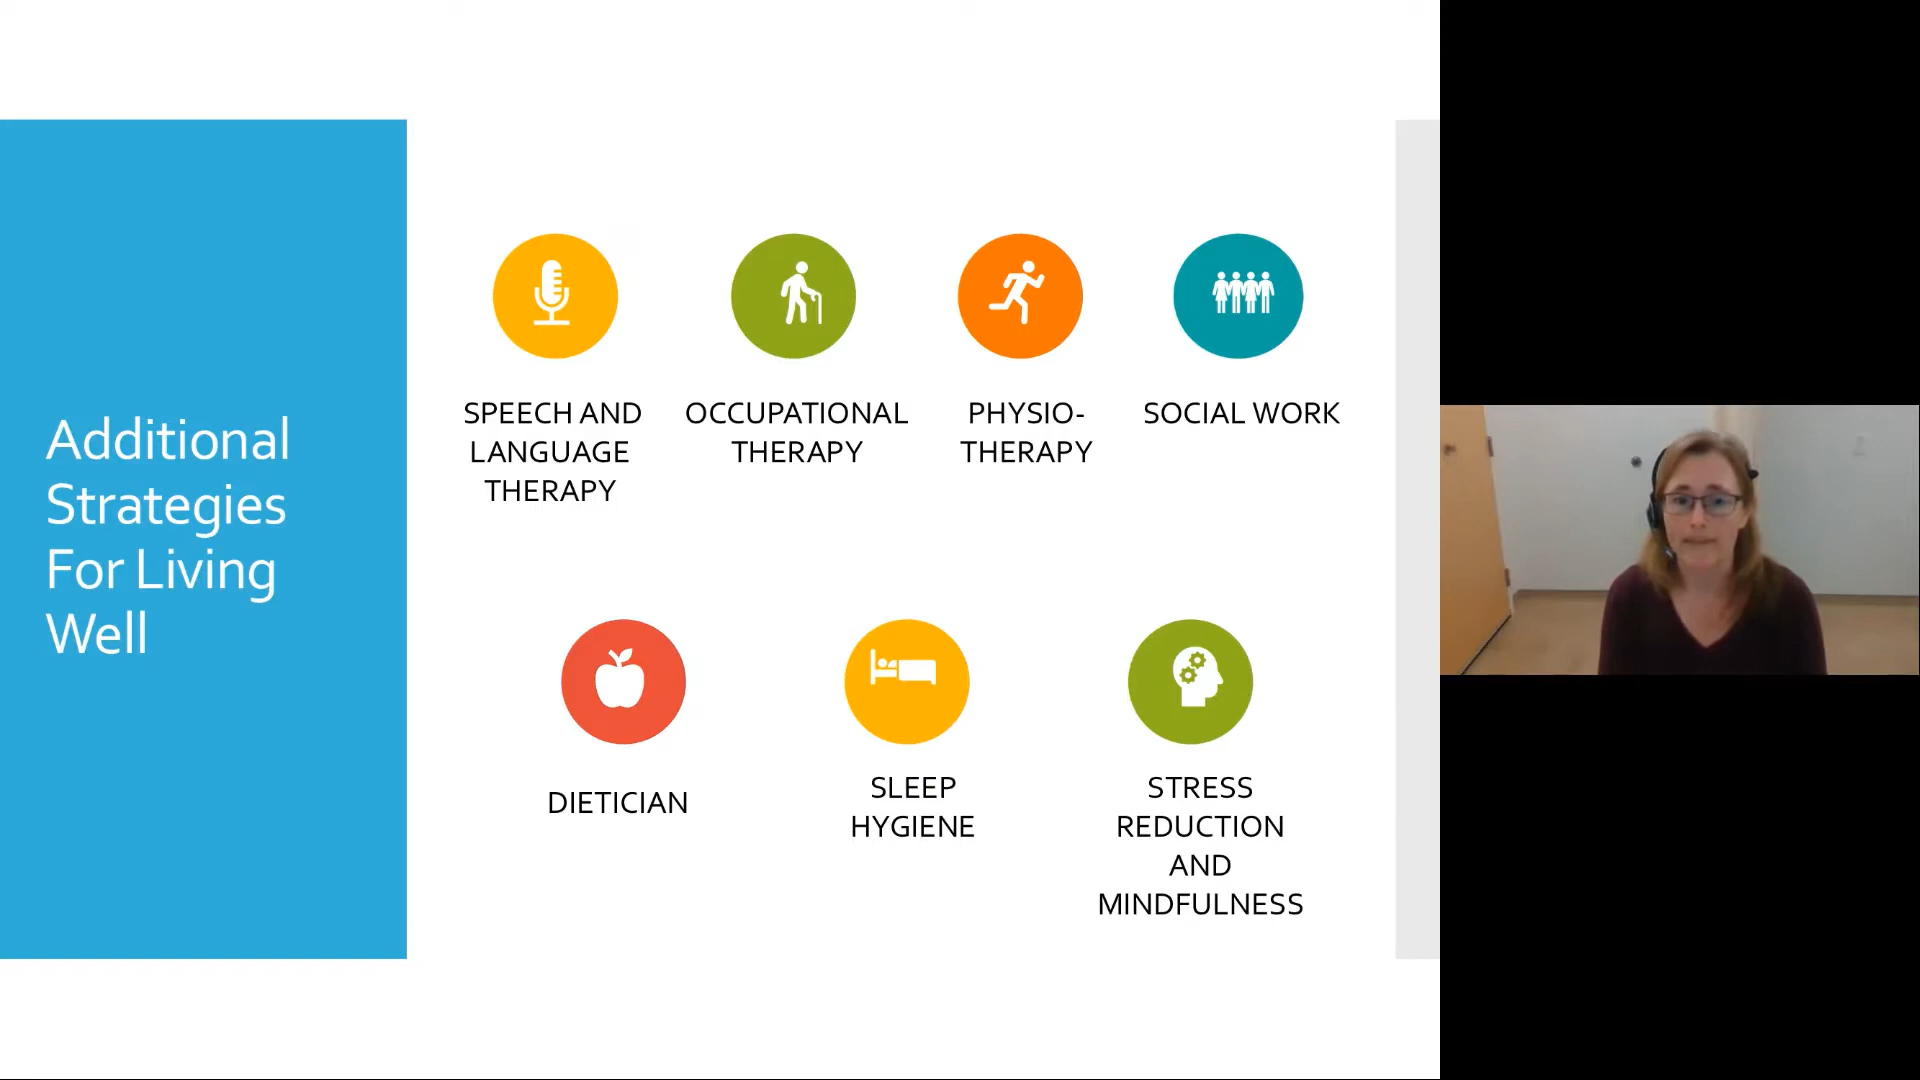 Additional
Strategies
For Living
Well
SPEECH AND
LANGUAGE
THERAPY
OCCUPATIONAL
THERAPY
PHYSIO-
THERAPY
SOCIAL WORK
DIETICIAN
SLEEP
HYGIENE
STRESS
REDUCTION
AND
MINDFULNESS